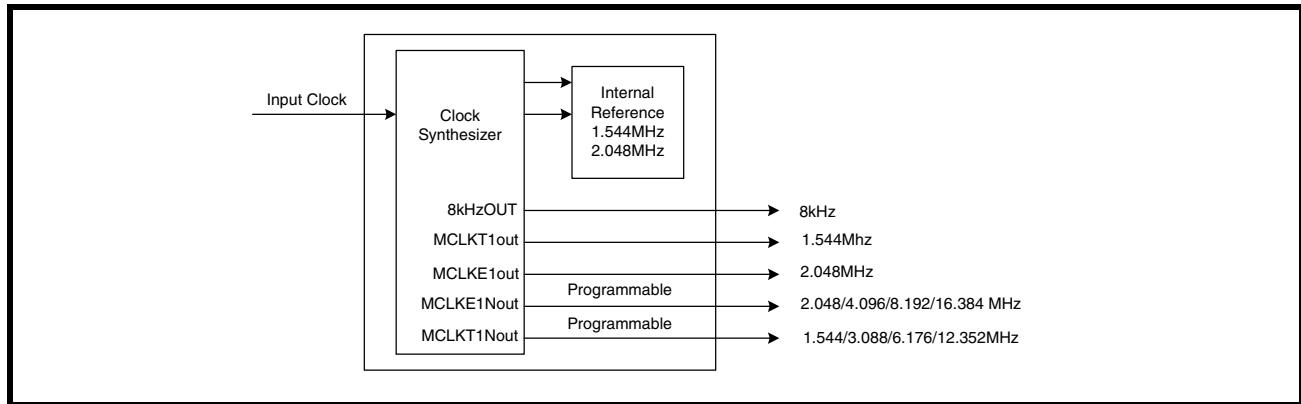 Input Clock
Clock
Synthesizer
Internal
Reference
1.544MHz
2.048MHz
8kHzOUT
8kHz
MCLKT1out
1.544Mhz
MCLKE1out
2.048MHz
MCLKE1Nout
Programmable
2.048/4.096/8.192/16.384 MHz
MCLKT1Nout
Programmable
1.544/3.088/6.176/12.352MHz